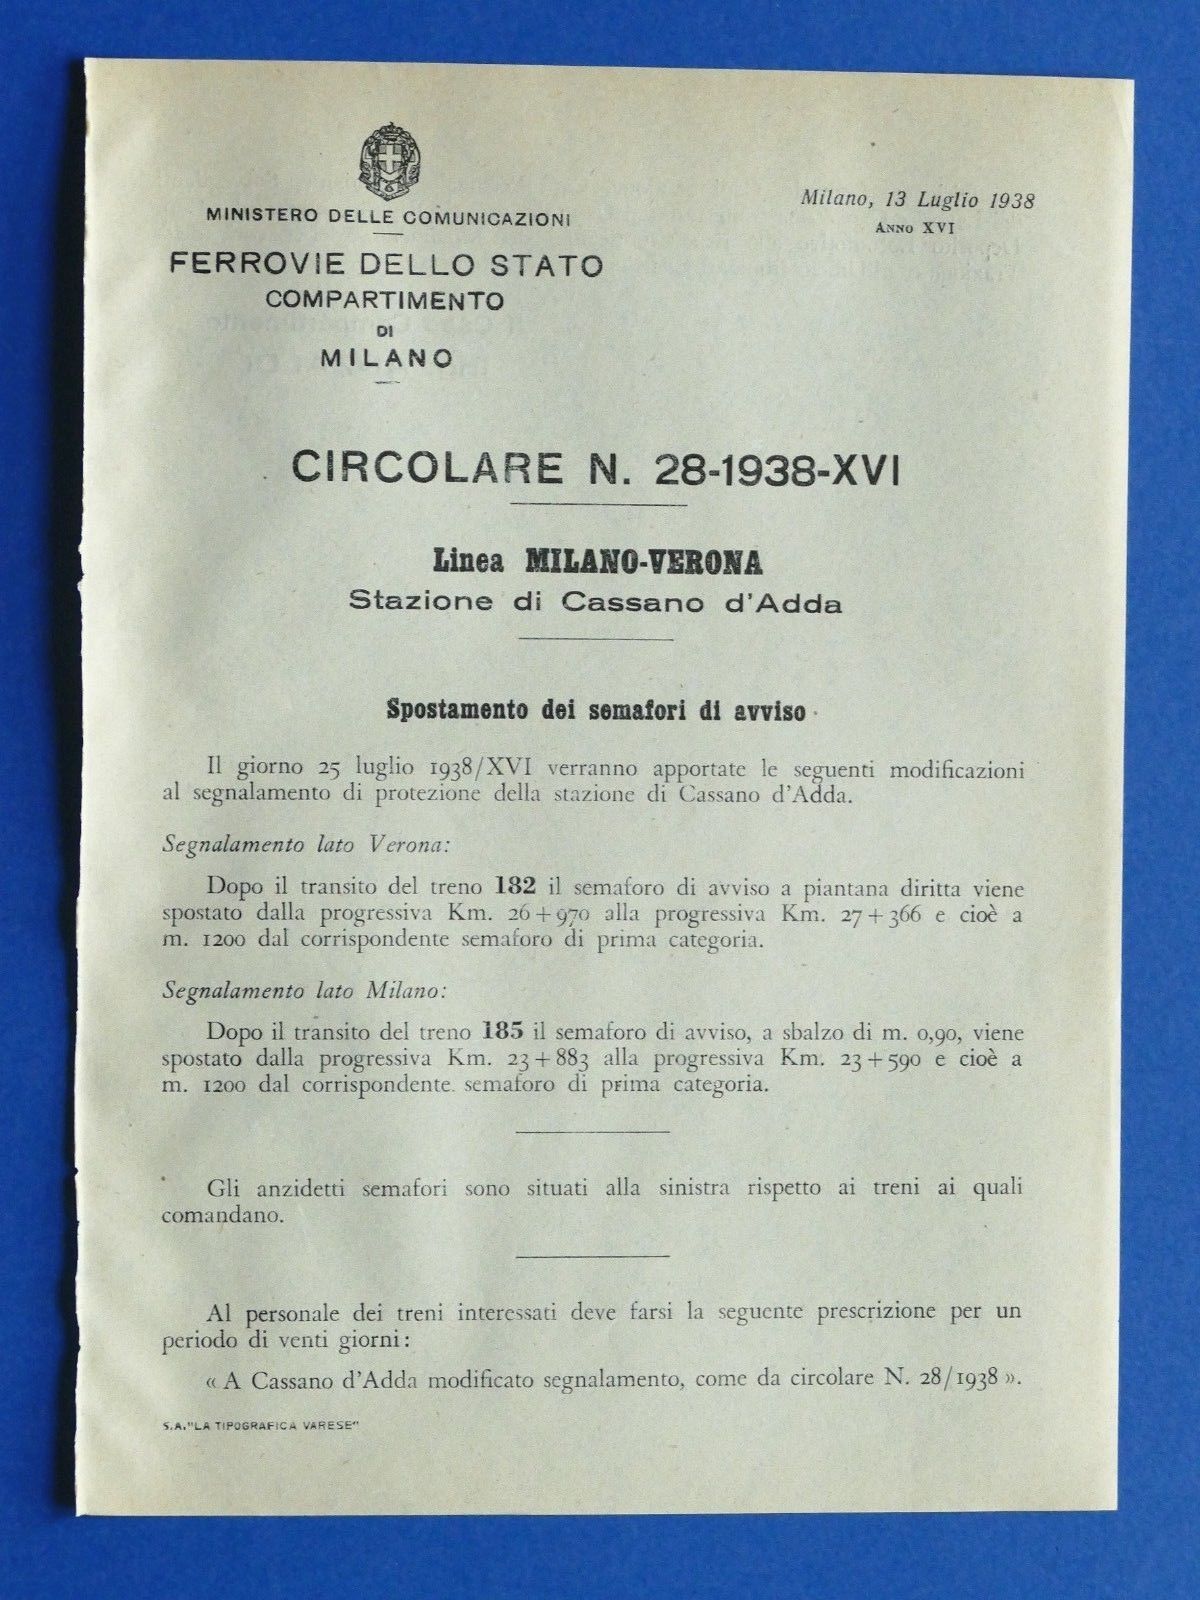 MINISTERO DELLE COMUNICAZIONI
FERROVIE DELLO STATO
COMPARTIMENTO
DI
MILANO
Milano, 13 Luglio 1938
ANNO XVI
CIRCOLARE N. 28-1938-XVI
Linea MILANO-VERONA
Stazione di Cassano d'Adda
Spostamento dei semafori di avviso
Il giorno 25 luglio 1938/XVI verranno apportate le seguenti modificazioni
al segnalamento di protezione della stazione di Cassano d'Adda.
Segnalamento lato Verona:
Dopo il transito del treno 182 il semaforo di avviso a piantana diritta viene
spostato dalla progressiva Km. 26+970 alla progressiva Km. 27+366 e cioè a
m. 1200 dal corrispondente semaforo di prima categoria.
Segnalamento lato Milano:
Dopo il transito del treno 185 il semaforo di avviso, a sbalzo di m. 0,90, viene
spostato dalla progressiva Km. 23+883 alla progressiva Km. 23+590 e cioè a
m. 1200 dal corrispondente semaforo di prima categoria.
Gli anzidetti semafori sono situati alla sinistra rispetto ai treni ai quali
comandano.
Al personale dei treni interessati deve farsi la seguente prescrizione per un
periodo di venti giorni:
« A Cassano d'Adda modificato segnalamento, come da circolare N. 28/1938 ».
S.A. "LA TIPOGRAFICA VARESE"